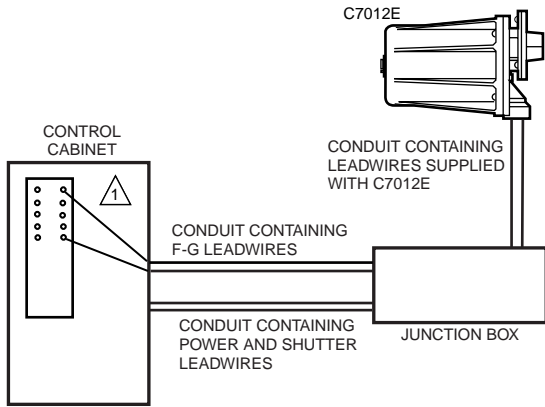 C7012E
CONTROL
CABINET
1
CONDUIT CONTAINING
LEADWIRES SUPPLIED
WITH C7012E
CONDUIT CONTAINING
F-G LEADWIRES
CONDUIT CONTAINING
POWER AND SHUTTER
LEADWIRES
JUNCTION BOX